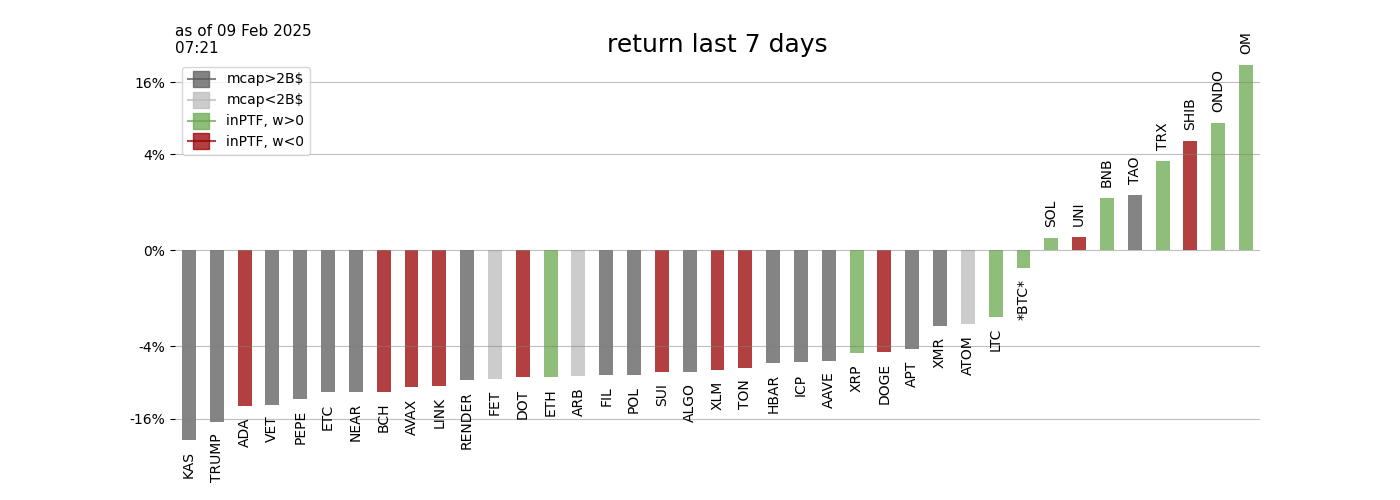 as of 09 Feb 2025
07:21
return last 7 days
mcap>2B$
mcap<2B$
inPTF, w>0
inPTF, w<0
16%
4%
0%
-4%
-16%
KAS
TRUMP
ADA
VET
PEPE
ETC
NEAR
BCH
AVAX
LINK
RENDER
FET
DOT
ETH
ARB
FIL
POL
SUI
ALGO
XLM
TON
HBAR
ICP
AAVE
XRP
DOGE
APT
XMR
ATOM
LTC
*BTC*
SOL
UNI
BNB
TAO
TRX
SHIB
ONDO
OM